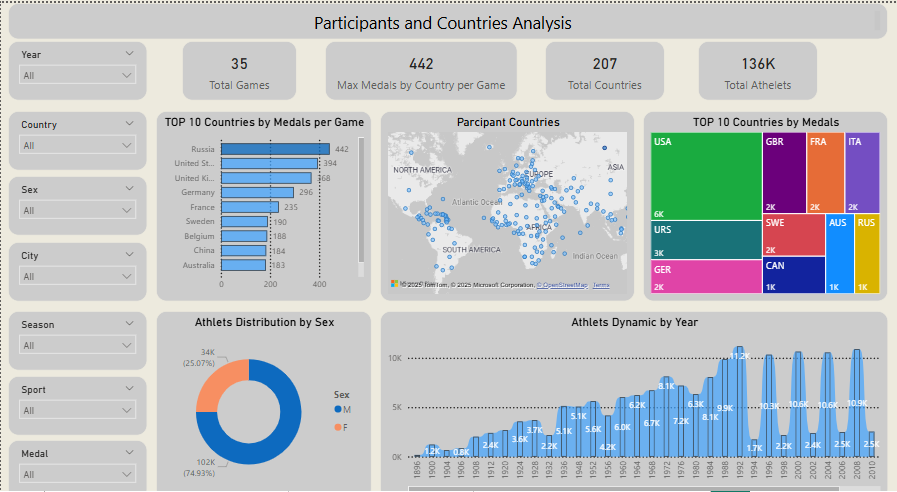 Participants and Countries Analysis
Year
All
35
Total Games
442
Max Medals by Country per Game
207
Total Countries
136K
Total Athelets
Country
All
Sex
All
City
All
Season
All
Sport
All
Medal
All
TOP 10 Countries by Medals per Game
Russia 442
United St... 394
United Ki... 368
Germany 296
France 235
Sweden 190
Belgium 188
China 184
Australia 183
0 200 400
Parcipant Countries
NORTH AMERICA
EUROPE
ASIA
Atlantic Ocean
AFRICA
SOUTH AMERICA
Indian Ocean
© 2025 TomTom, © 2025 Microsoft Corporation, © OpenStreetMap Terms
TOP 10 Countries by Medals
USA
6K
URS
3K
GER
2K
GBR
2K
FRA
2K
ITA
2K
SWE
2K
CAN
1K
AUS
1K
RUS
1K
Athlets Distribution by Sex
34K
(25.07%)
102K
(74.93%)
Sex
M
F
Athlets Dynamic by Year
10K
5K
0K
1.2K 0.8K 2.4K 3.6K 3.7K 2.2K 5.1K 5.1K 5.6K 4.2K 6.0K 6.2K 6.7K 8.1K 7.2K 6.3K 8.1K 9.9K 11.2K 1.7K 10.3K 2.2K 10.6K 2.4K 10.6K 2.5K 10.9K 2.5K
1896 1900 1904 1906 1908 1912 1920 1924 1928 1932 1936 1948 1952 1956 1960 1964 1968 1972 1976 1980 1984 1988 1992 1994 1996 1998 2000 2002 2004 2006 2008 2010